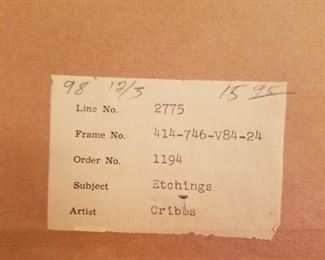 98 12/3 15 95
Line No. 2775
Frame No. 414-746-V84-24
Order No. 1194
Subject Etchings
Artist Cribbs